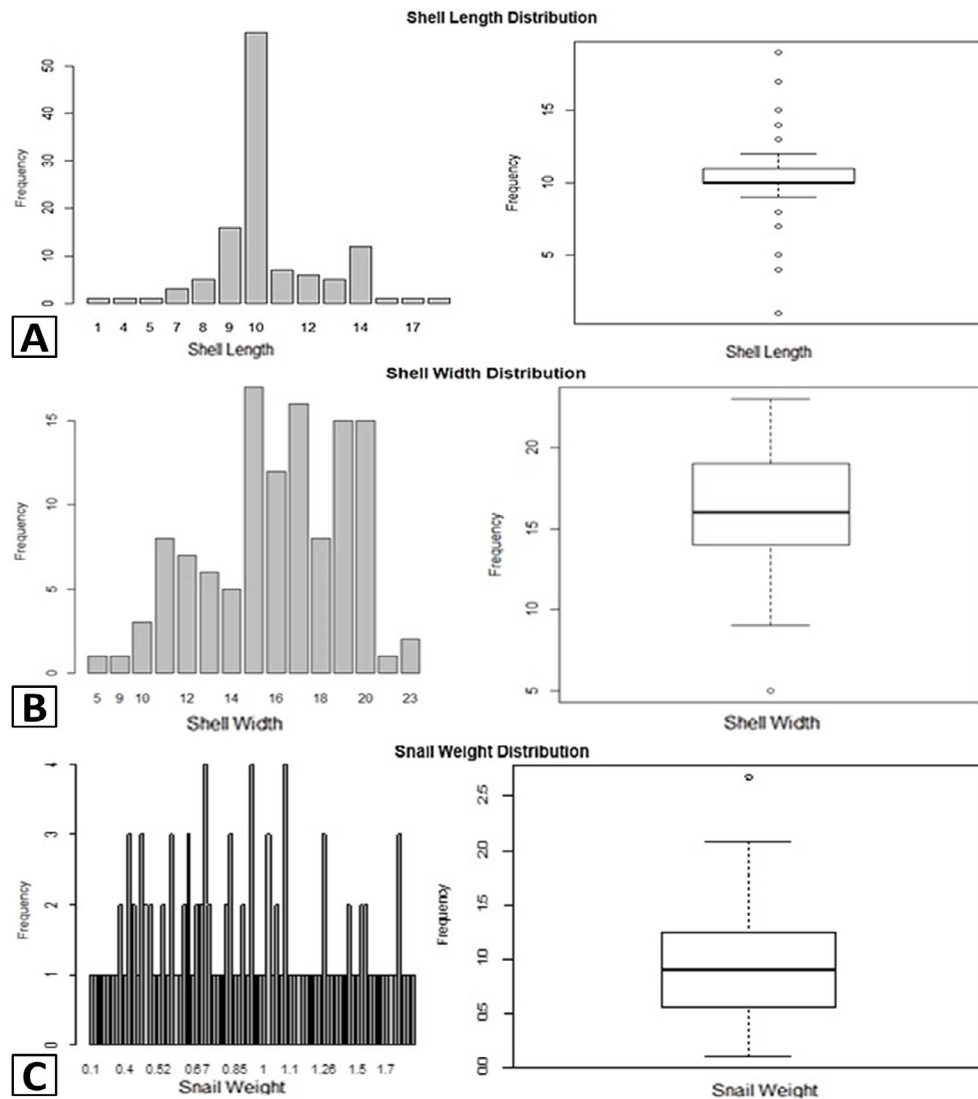 Shell Length Distribution
Frequency
50
40
30
20
10
0
1 4 5 7 8 9 10 12 14 17
Shell Length
A
Frequency
15
10
5
Shell Length
Shell Width Distribution
Frequency
15
10
5
0
5 9 10 12 14 16 18 20 23
Shell Width
B
Frequency
20
15
10
5
Shell Width
Snail Weight Distribution
Frequency
4
3
2
1
0
0.1 0.4 0.52 0.67 0.85 1 1.1 1.26 1.5 1.7
Snail Weight
C
Frequency
2.5
2.0
1.5
1.0
0.5
0.0
Snail Weight